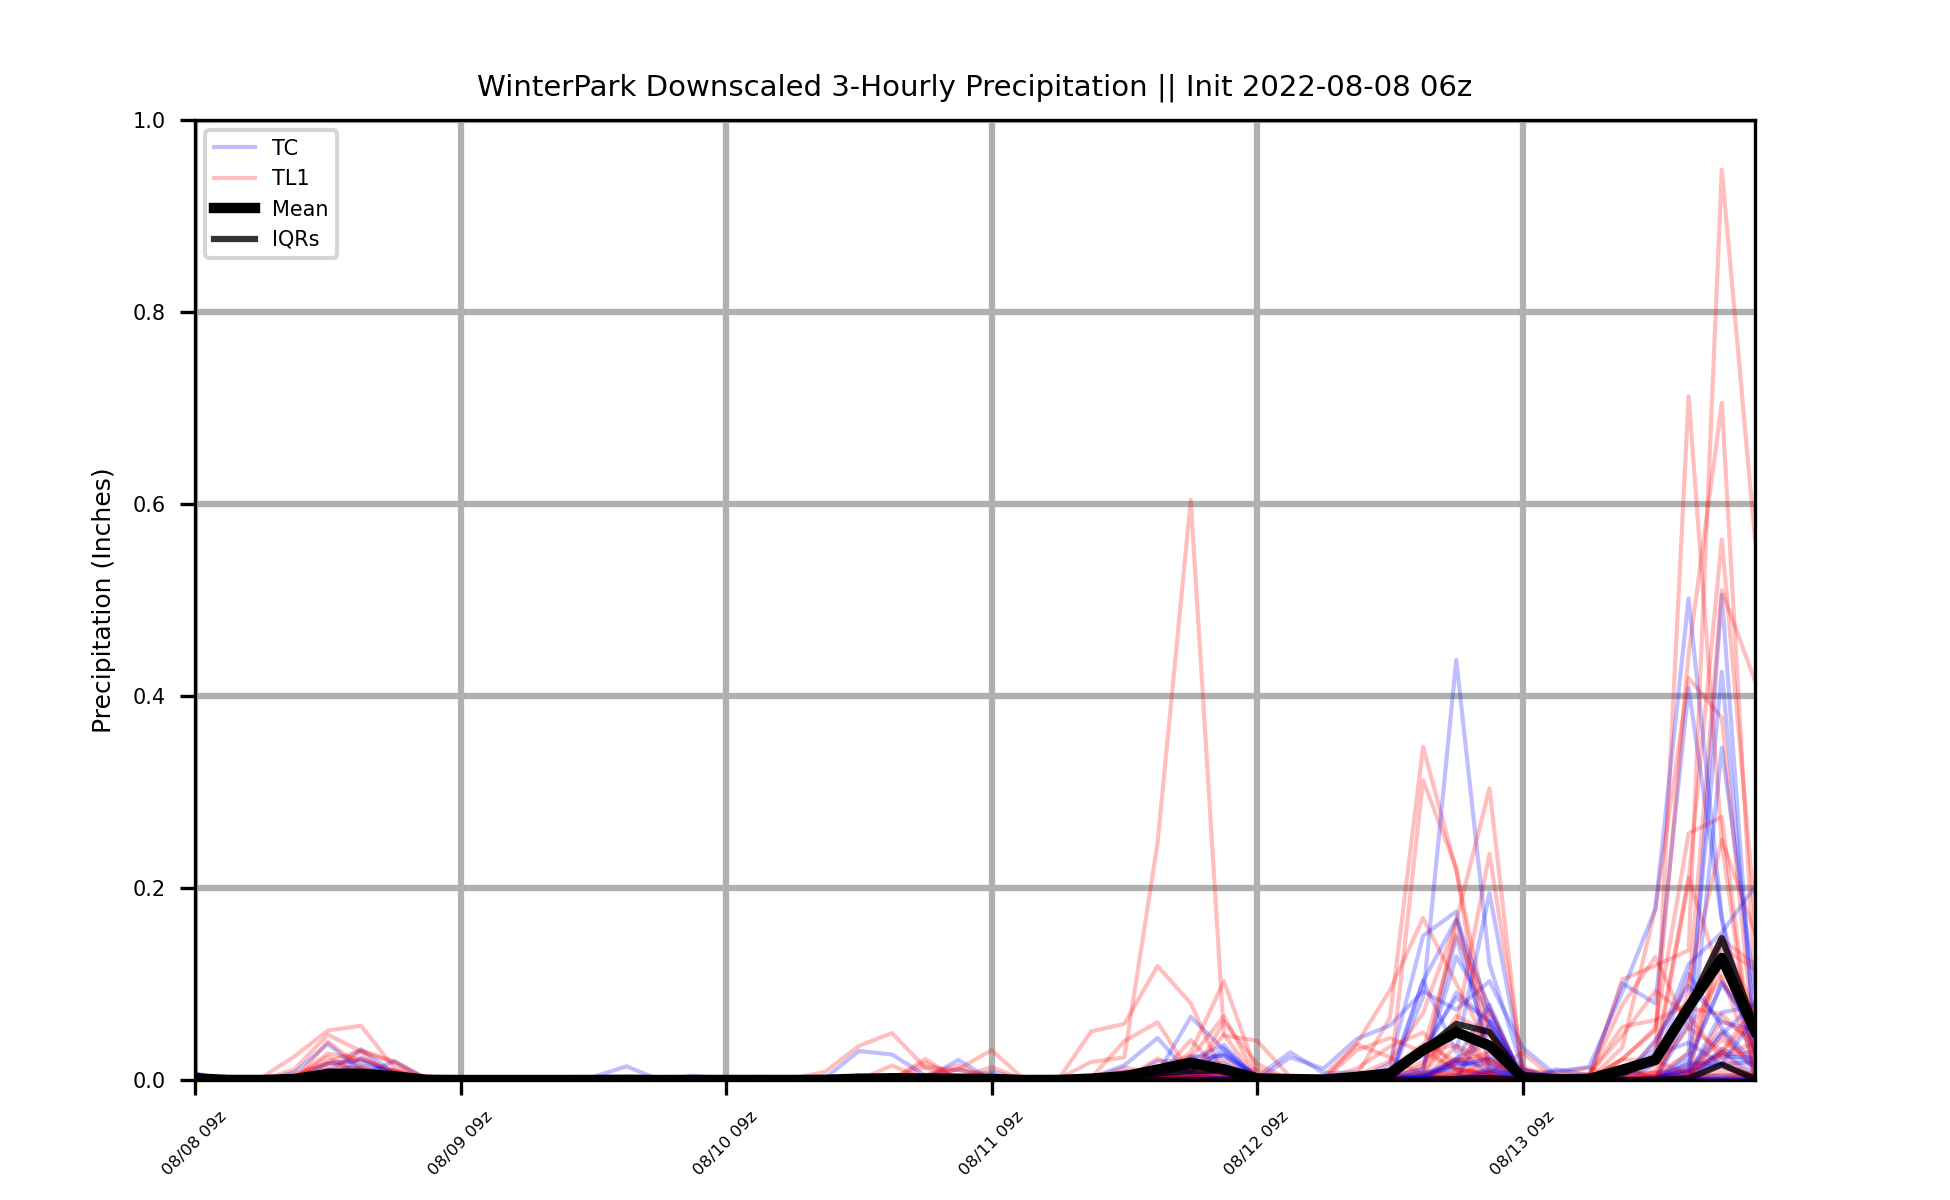 WinterPark Downscaled 3-Hourly Precipitation || Init 2022-08-08 06z
1.0
0.8
0.6
0.4
0.2
0.0
Precipitation (Inches)
TC
TL1
Mean
IQRs
08/08 09z
08/09 09z
08/10 09z
08/11 09z
08/12 09z
08/13 09z